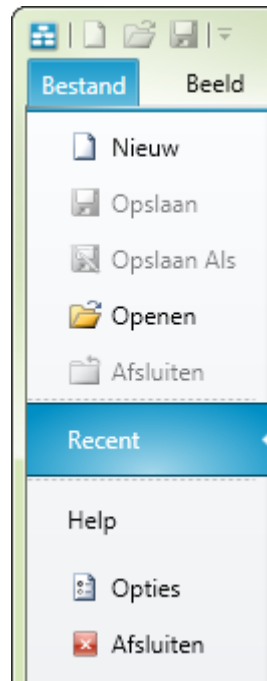 Bestand Beeld
Nieuw
Opslaan
Opslaan Als
Openen
Afsluiten
Recent
Help
Opties
Afsluiten